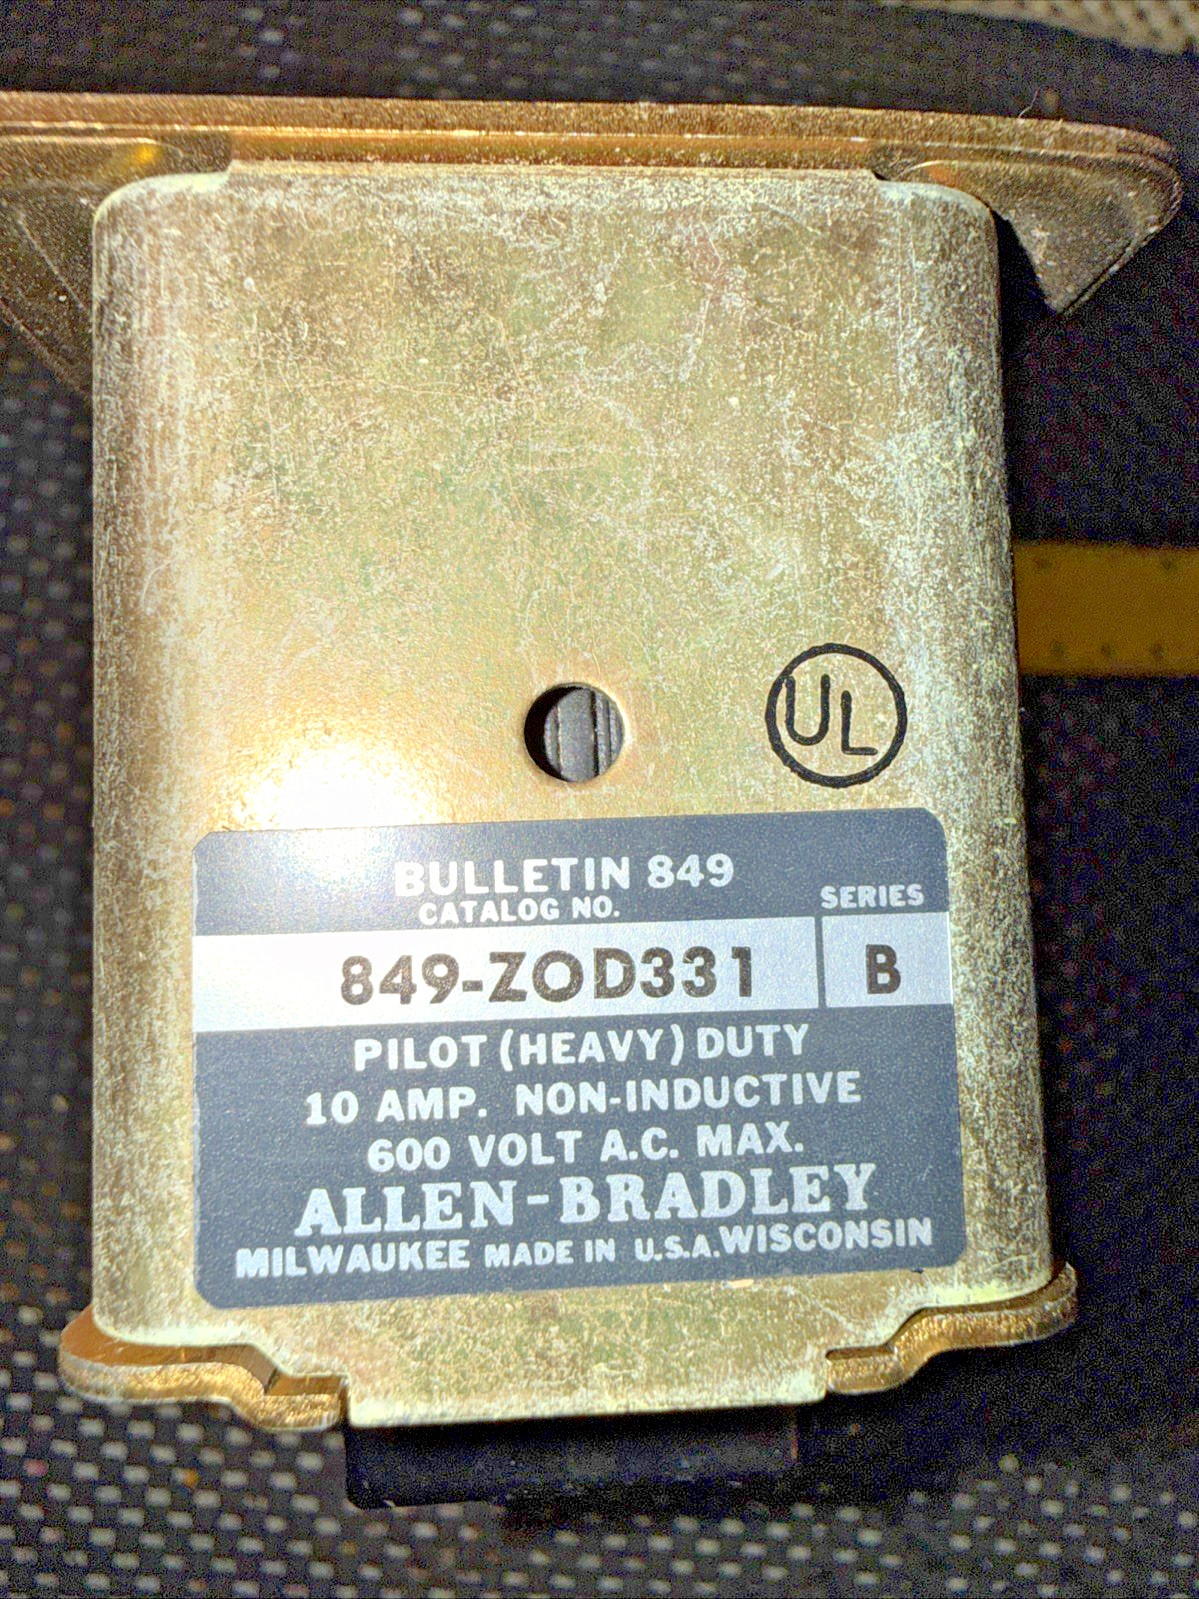 UL
BULLETIN 849
CATALOG NO.
SERIES
849-ZOD331
B
PILOT (HEAVY) DUTY
10 AMP. NON-INDUCTIVE
600 VOLT A.C. MAX.
ALLEN-BRADLEY
MILWAUKEE MADE IN U.S.A. WISCONSIN